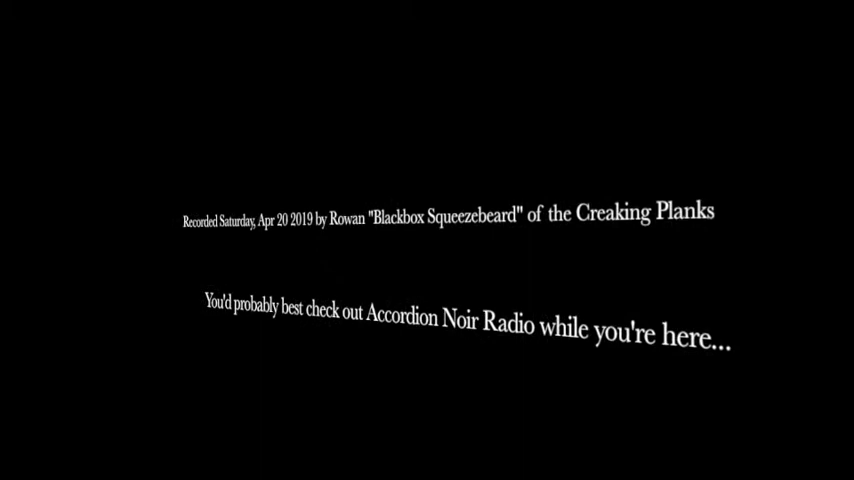 Recorded Saturday, Apr 20 2019 by Rowan "Blackbox Squeezebeard" of the Creaking Planks
You'd probably best check out Accordion Noir Radio while you're here...